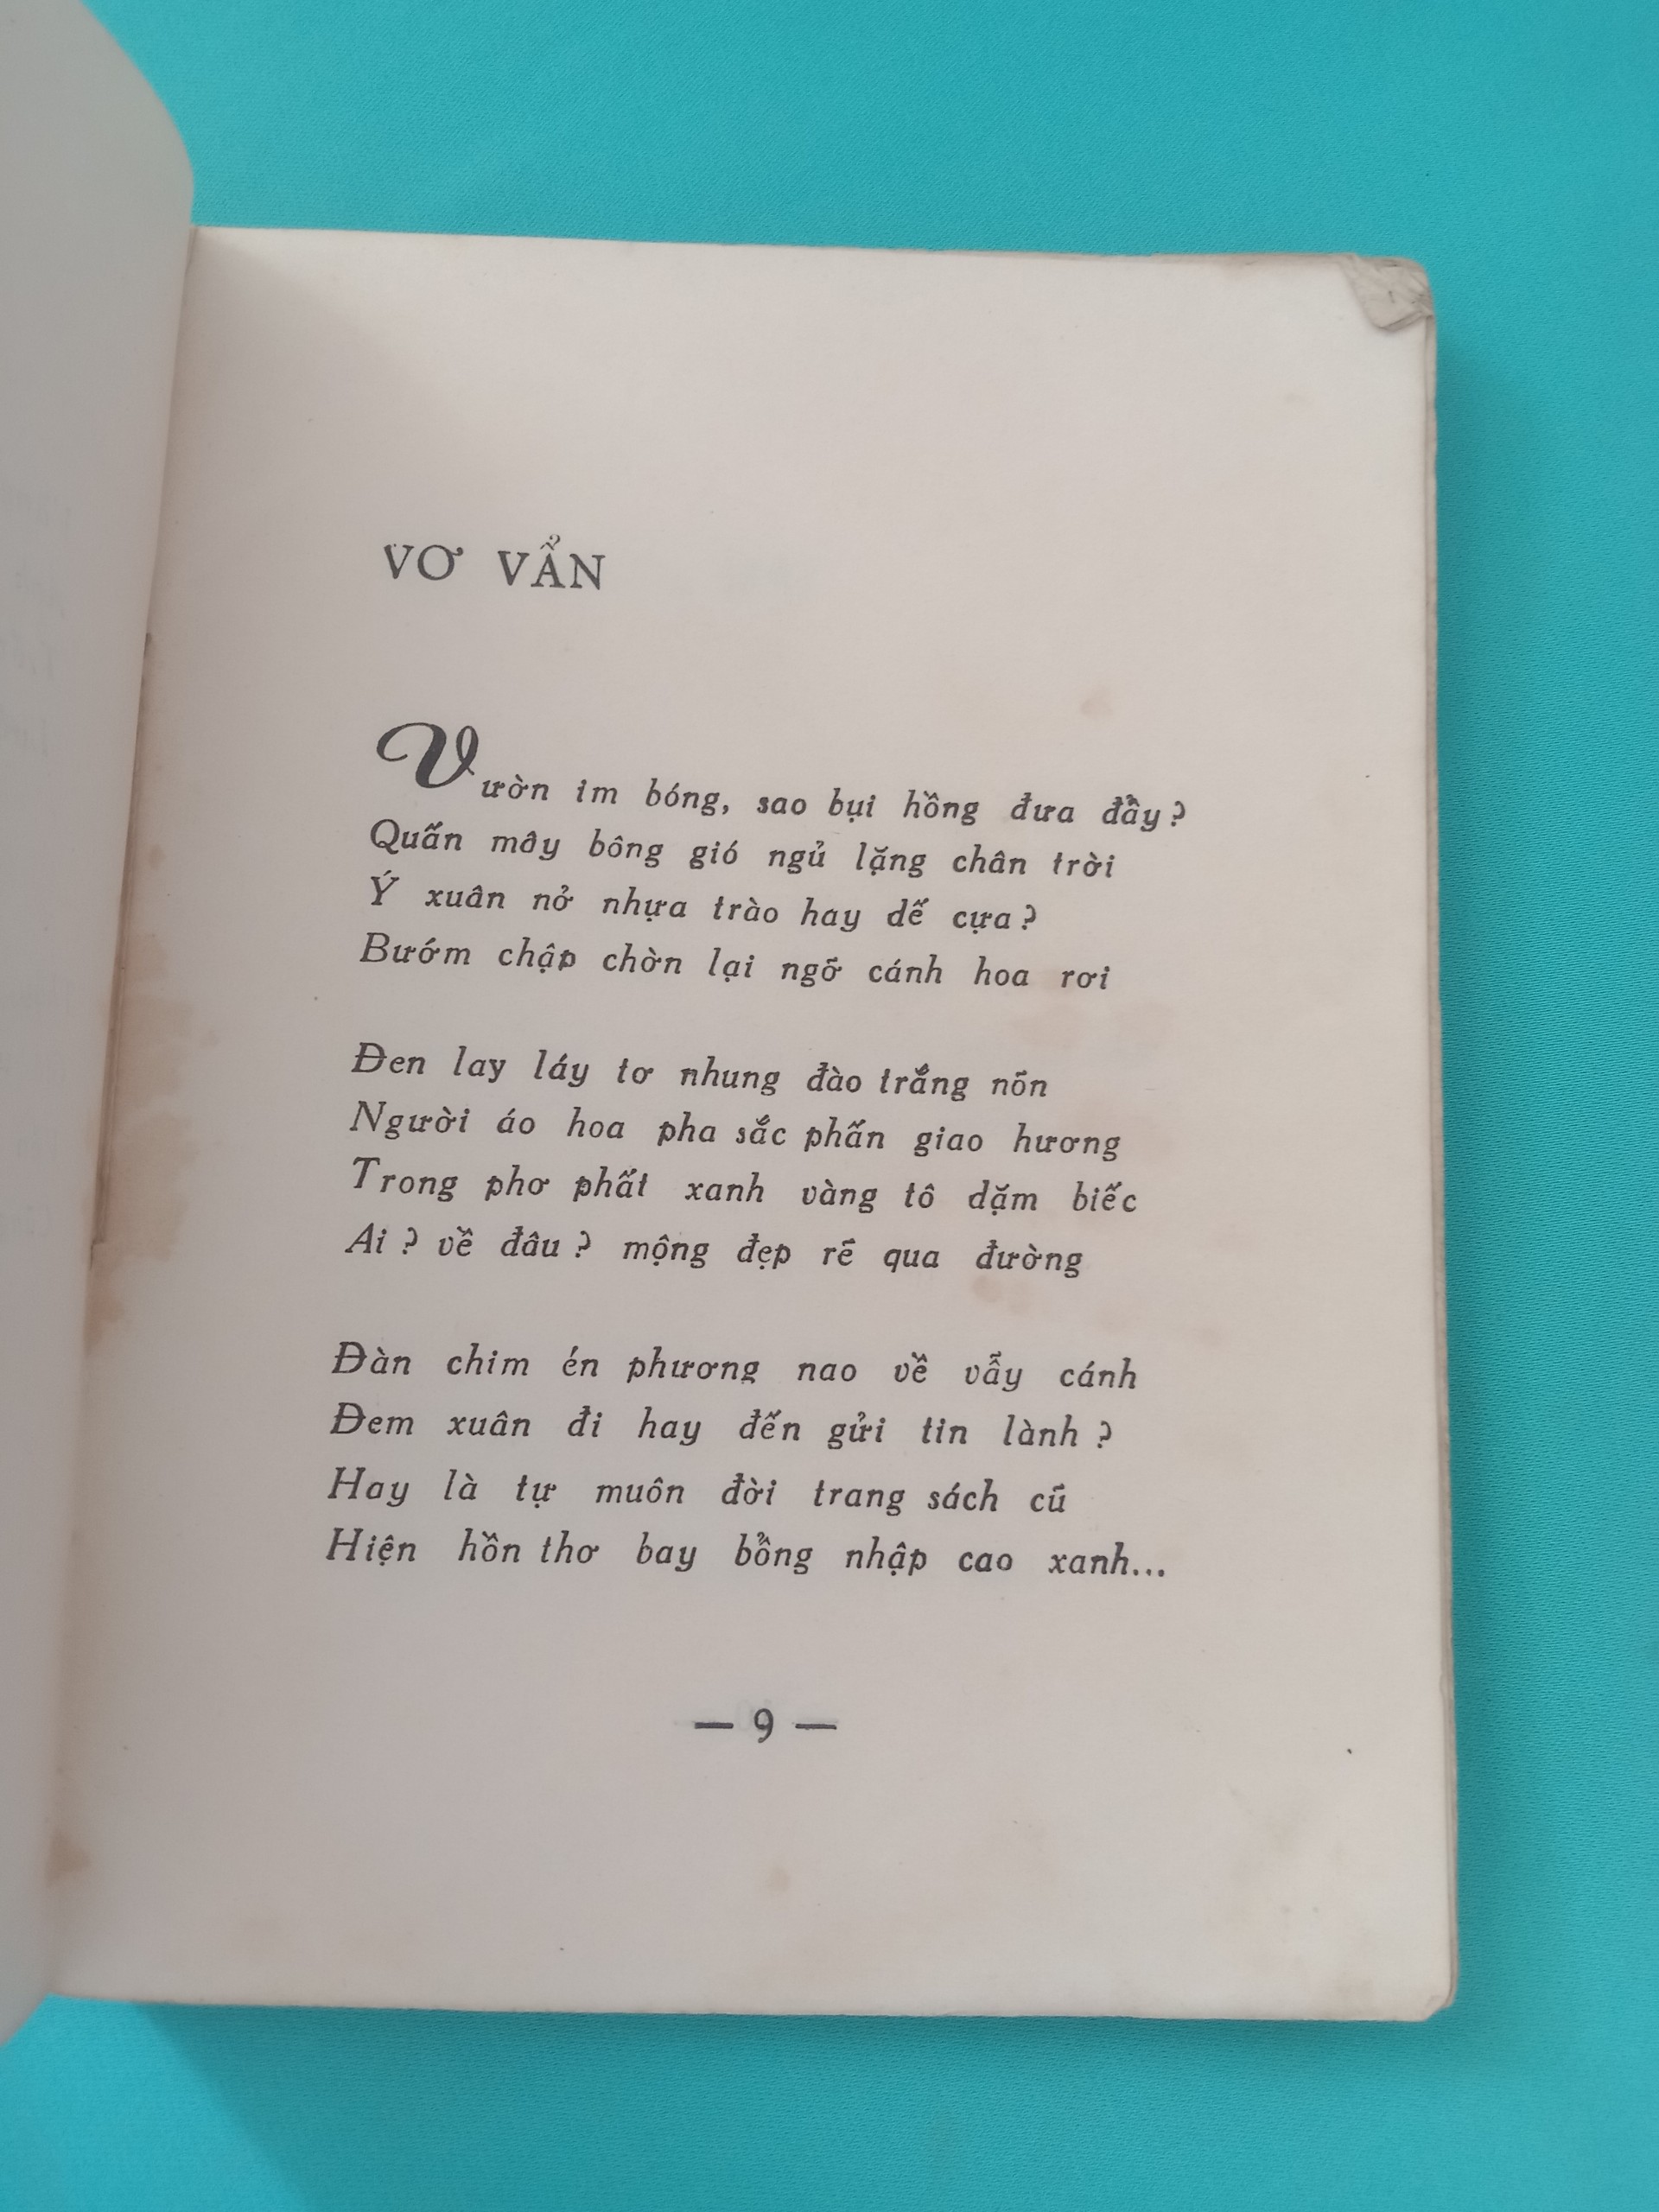 VƠ VẨN
Vườn im bóng, sao bụi hồng đưa đẩy?
Quấn mây bông gió ngủ lặng chân trời
Ý xuân nở nhựa trào hay dế cựa?
Bướm chập chờn lại ngỡ cánh hoa rơi
Đen lay láy tơ nhung đào trắng nõn
Người áo hoa pha sắc phấn giao hương
Trong phơ phất xanh vàng tô dặm biếc
Ai? về đâu? mộng đẹp rẽ qua đường
Đàn chim én phương nao về vẫy cánh
Đem xuân đi hay đến gửi tin lành?
Hay là tự muôn đời trang sách cũ
Hiện hồn thơ bay bổng nhập cao xanh...
— 9 —